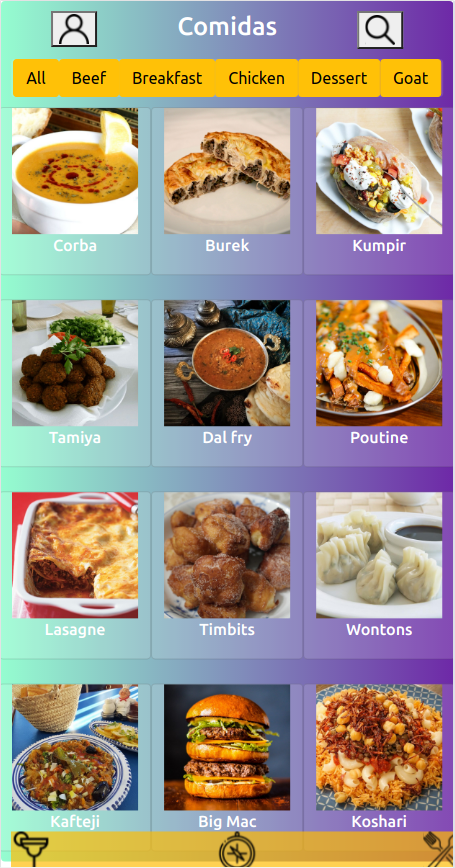 Comidas
All Beef Breakfast Chicken Dessert Goat
Corba Burek Kumpir
Tamiya Dal fry Poutine
Lasagne Timbits Wontons
Kafteji Big Mac Koshari